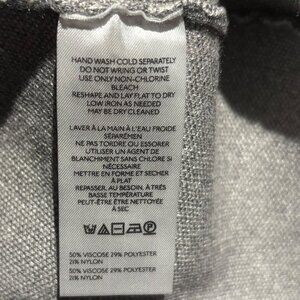 HAND WASH COLD SEPARATELY
DO NOT WRING OR TWIST
USE ONLY NON-CHLORINE
BLEACH
RESHAPE AND LAY FLAT TO DRY
LOW IRON AS NEEDED
MAY BE DRY CLEANED
LAVER À LA MAIN À L'EAU FROIDE
SÉPARÉMEN
NE PAS TORDRE OU ESSORER
UTILISER UN AGENT DE
BLANCHIMENT SANS CHLORE SI
NÉCESSAIRE
METTRE EN FORME ET SÉCHER
À PLAT
REPASSER, AU BESOIN, À TRÈS
BASSE TEMPÉRATURE
PEUT-ÊTRE ÊTRE NETTOYÉE
À SEC
50% VISCOSE 29% POLYESTER
21% NYLON
50% VISCOSE 29% POLYESTER
21% NYLON